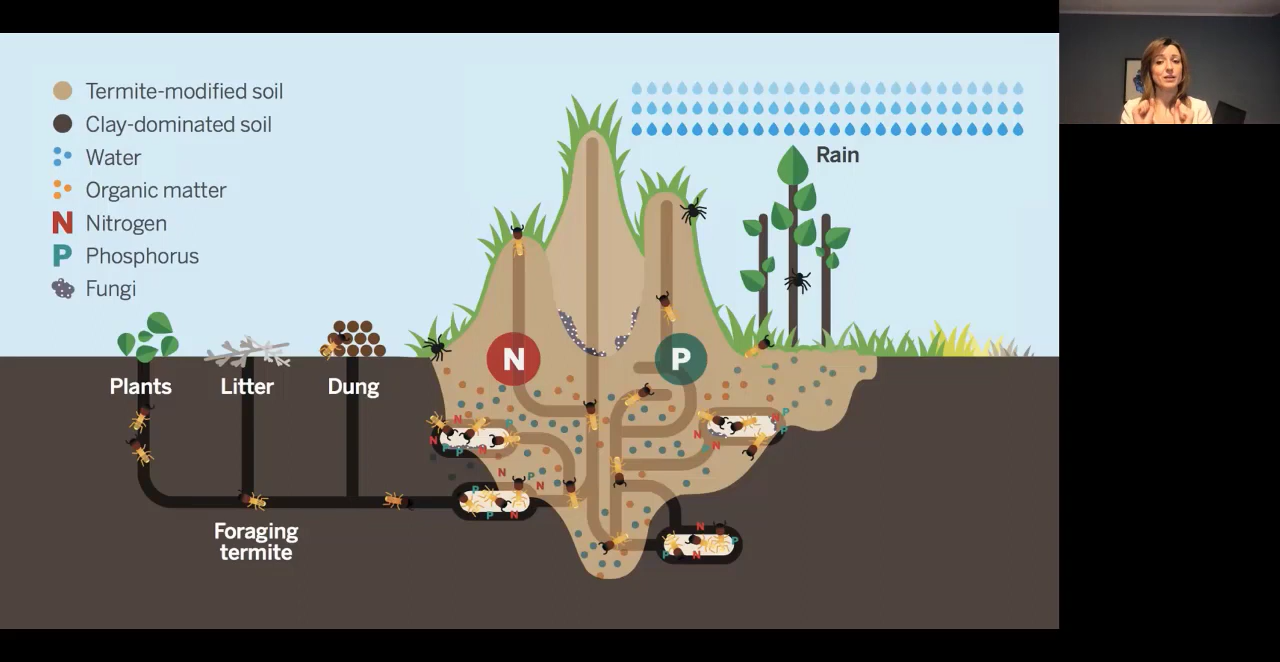 Termite-modified soil
Clay-dominated soil
Water
Organic matter
N Nitrogen
P Phosphorus
Fungi
Rain
N
P
Plants
Litter
Dung
Foraging
termite